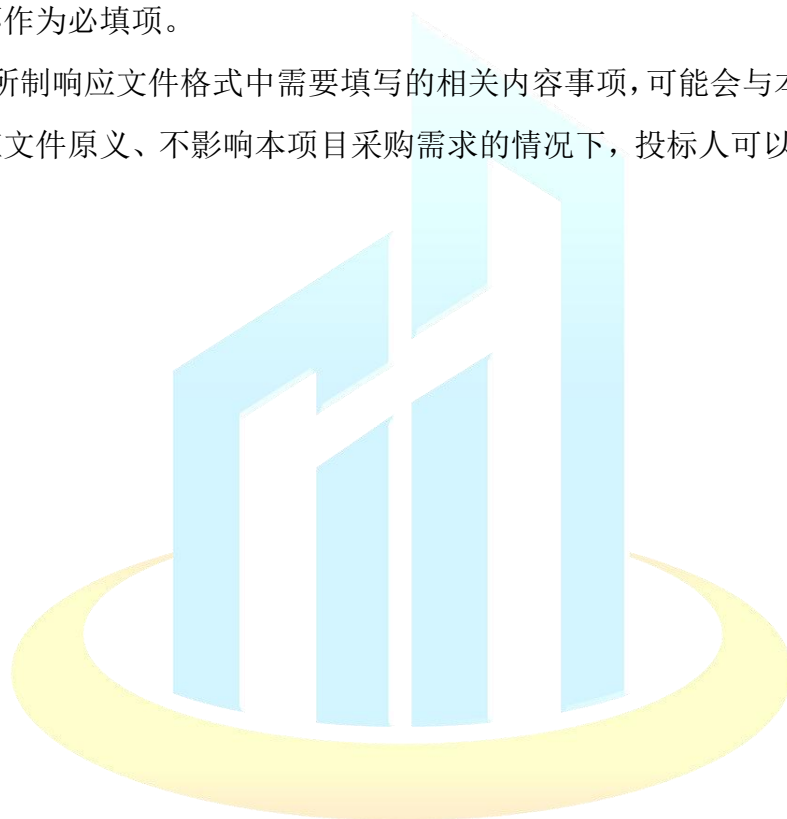 作为必填项。
所制响应文件格式中需要填写的相关内容事项，可能会与本
文件原义、不影响本项目采购需求的情况下，投标人可以